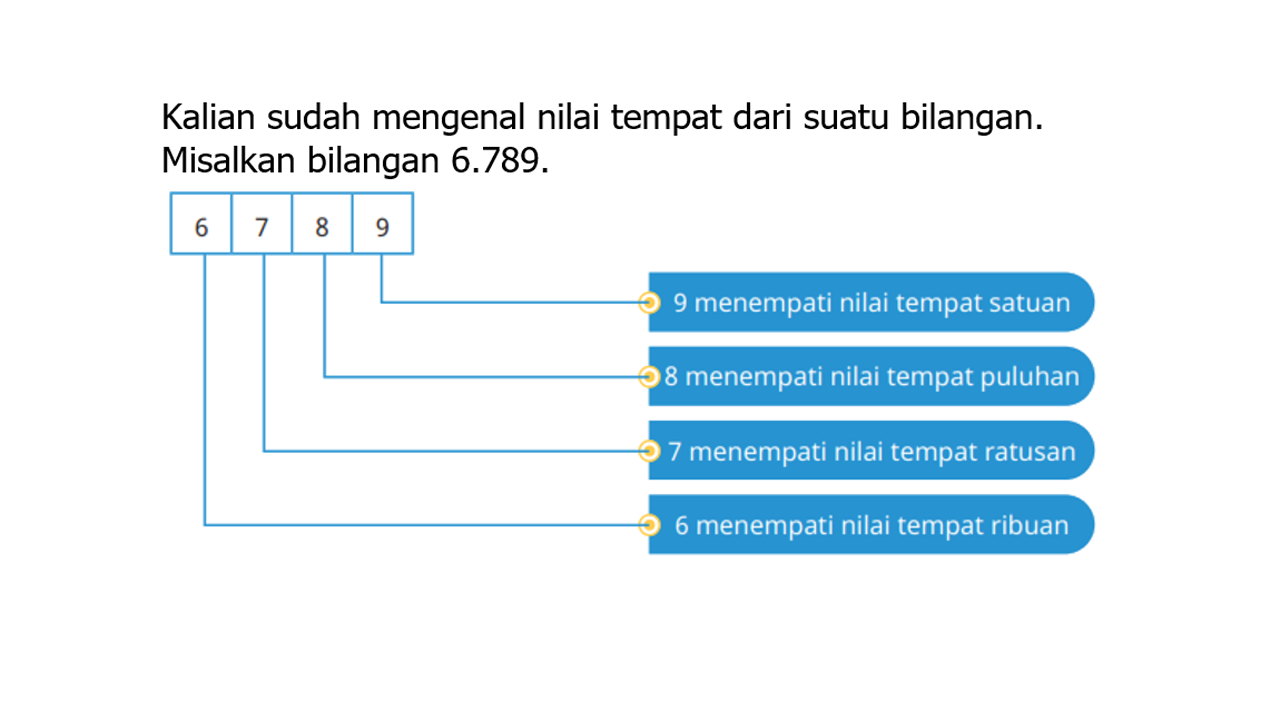 Kalian sudah mengenal nilai tempat dari suatu bilangan.
Misalkan bilangan 6.789.
6 7 8 9
9 menempati nilai tempat satuan
8 menempati nilai tempat puluhan
7 menempati nilai tempat ratusan
6 menempati nilai tempat ribuan